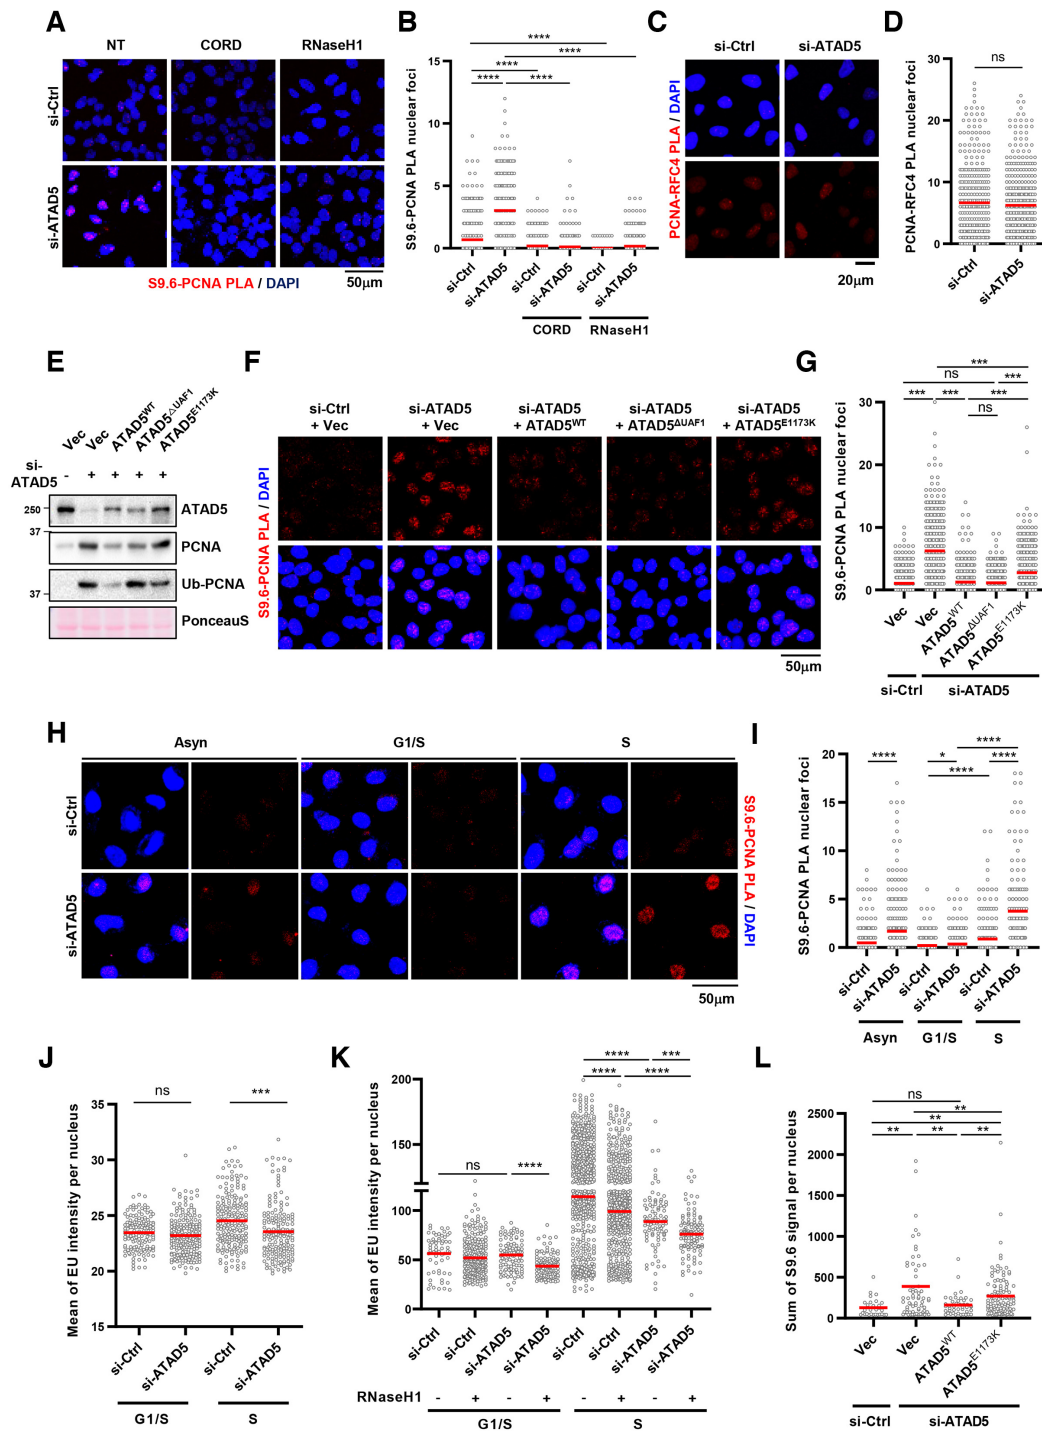 A
NT CORD RNaseH1
si-Ctrl
si-ATAD5
S9.6-PCNA PLA / DAPI
50μm
B
S9.6-PCNA PLA nuclear foci
**** **** **** **** ****
15
10
5
0
si-Ctrl si-ATAD5 si-Ctrl si-ATAD5 si-Ctrl si-ATAD5
CORD RNaseH1
C
si-Ctrl si-ATAD5
PCNA-RFC4 PLA / DAPI
20μm
D
PCNA-RFC4 PLA nuclear foci
ns
30
20
10
0
si-Ctrl si-ATAD5
E
Vec Vec ATAD5WT ATAD5△UAF1 ATAD5E1173K
si-ATAD5 - + + + +
250 ATAD5
37 PCNA
37 Ub-PCNA
PonceauS
F
si-Ctrl + Vec
si-ATAD5 + Vec
si-ATAD5 + ATAD5WT
si-ATAD5 + ATAD5ΔUAF1
si-ATAD5 + ATAD5E1173K
S9.6-PCNA PLA / DAPI
50μm
G
S9.6-PCNA PLA nuclear foci
***
ns ***
*** *** ***
ns
30
20
10
0
Vec Vec ATAD5WT ATAD5ΔUAF1 ATAD5E1173K
si-Ctrl si-ATAD5
H
Asyn G1/S S
si-Ctrl
si-ATAD5
S9.6-PCNA PLA / DAPI
50μm
I
S9.6-PCNA PLA nuclear foci
****
**** * ****
****
20
15
10
5
0
si-Ctrl si-ATAD5 si-Ctrl si-ATAD5 si-Ctrl si-ATAD5
Asyn G1/S S
J
Mean of EU intensity per nucleus
ns ***
35
30
25
20
15
si-Ctrl si-ATAD5 si-Ctrl si-ATAD5
G1/S S
K
Mean of EU intensity per nucleus
**** ***
**** ****
ns ****
200
150
100
50
0
si-Ctrl si-Ctrl si-ATAD5 si-ATAD5 si-Ctrl si-Ctrl si-ATAD5 si-ATAD5
RNaseH1 - + - + - + - +
G1/S S
L
Sum of S9.6 signal per nucleus
ns
**
**
** ** **
2500
2000
1500
1000
500
0
Vec Vec ATAD5WT ATAD5E1173K
si-Ctrl si-ATAD5